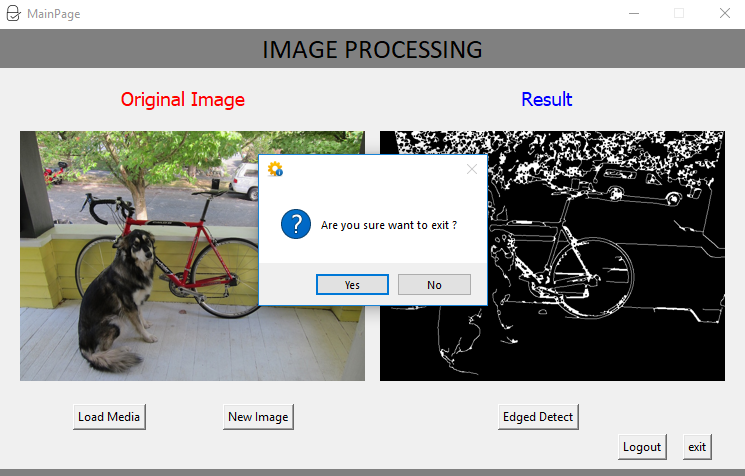 MainPage
IMAGE PROCESSING
Original Image
Result
Are you sure want to exit ?
Yes
No
Load Media
New Image
Edged Detect
Logout
exit